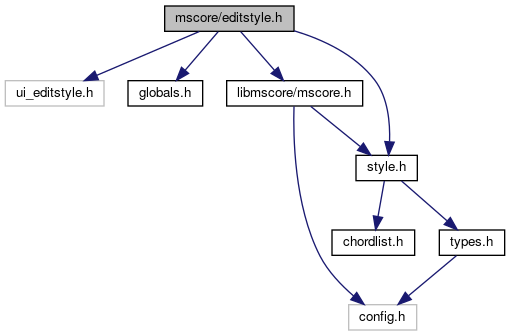 mscore/editstyle.h
ui_editstyle.h
globals.h
libmscore/mscore.h
style.h
chordlist.h
types.h
config.h